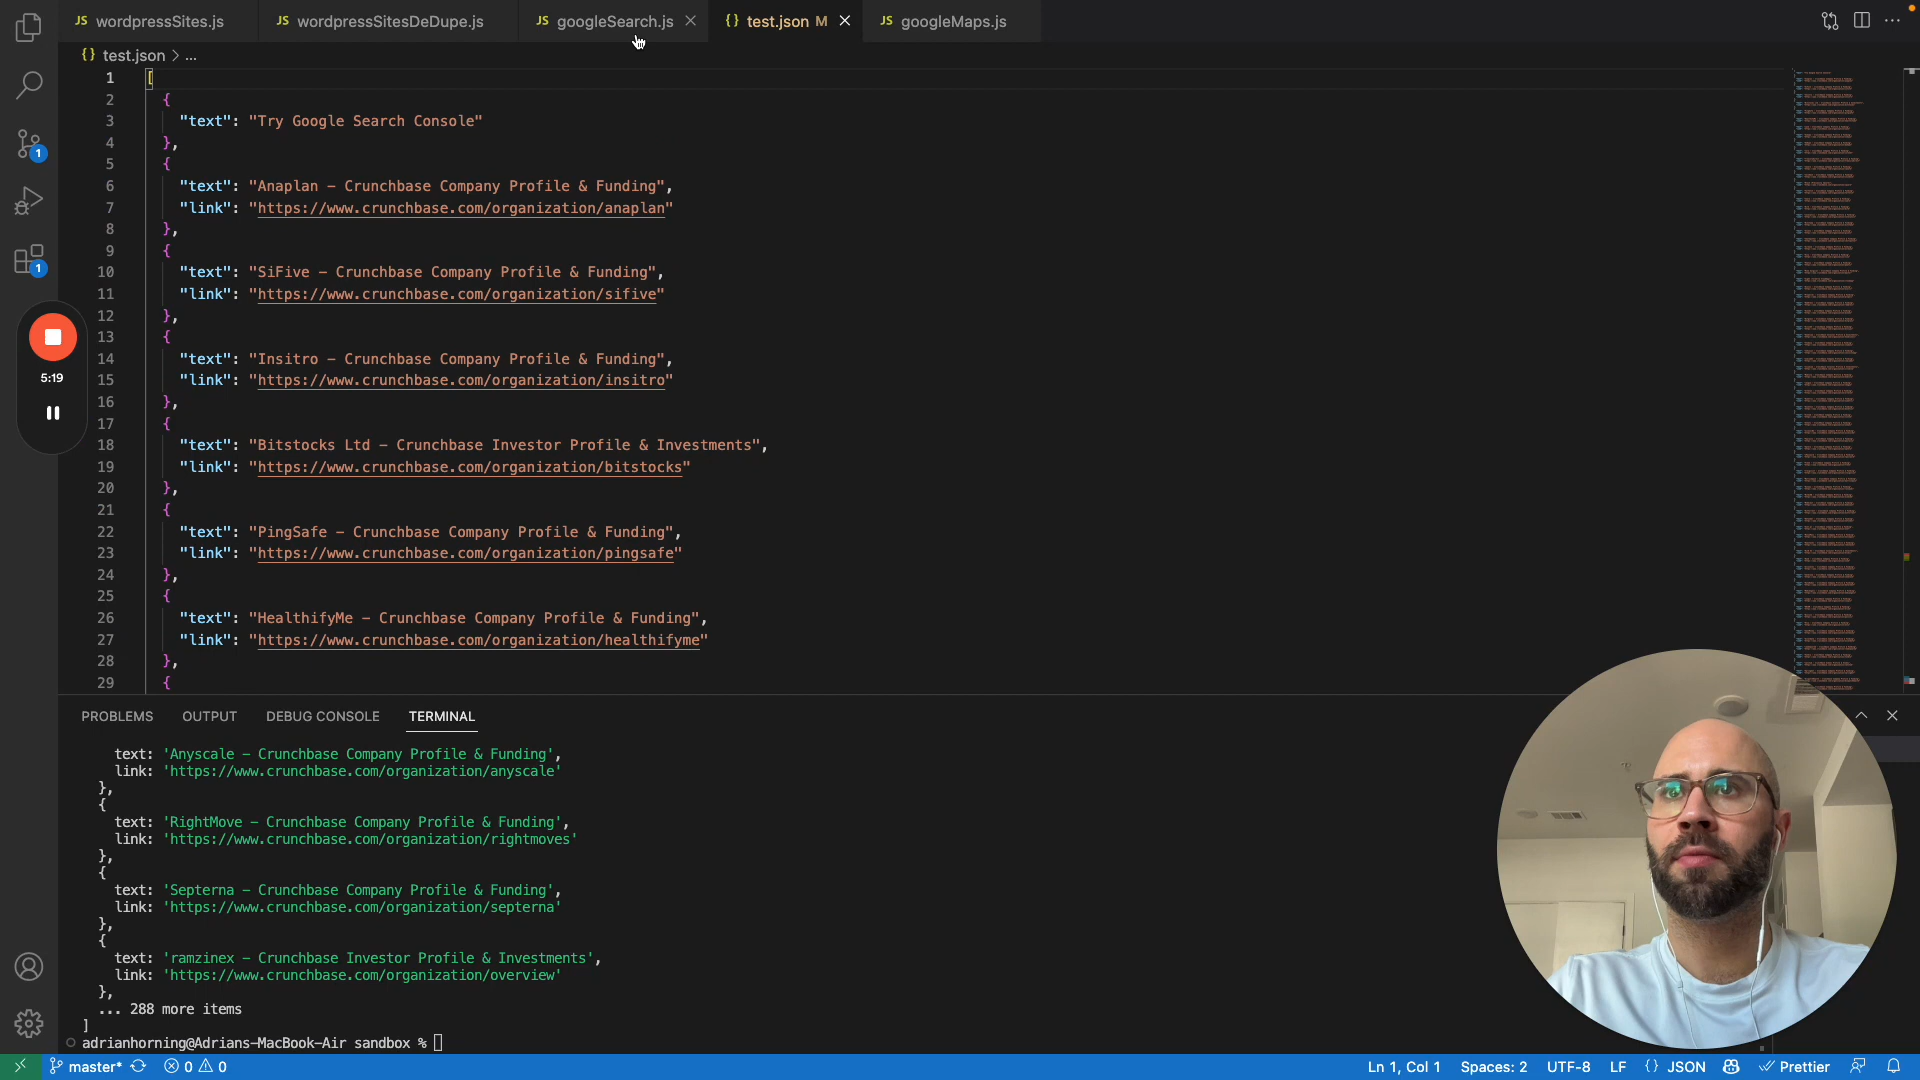 JS wordpressSites.js JS wordpressSitesDeDupe.js JS googleSearch.js {} test.json M JS googleMaps.js
{} test.json > ...
1 [
2 {
3 "text": "Try Google Search Console"
4 },
5 {
6 "text": "Anaplan - Crunchbase Company Profile & Funding",
7 "link": "https://www.crunchbase.com/organization/anaplan"
8 },
9 {
10 "text": "SiFive - Crunchbase Company Profile & Funding",
11 "link": "https://www.crunchbase.com/organization/sifive"
12 },
13 {
14 "text": "Insitro - Crunchbase Company Profile & Funding",
15 "link": "https://www.crunchbase.com/organization/insitro"
16 },
17 {
18 "text": "Bitstocks Ltd - Crunchbase Investor Profile & Investments",
19 "link": "https://www.crunchbase.com/organization/bitstocks"
20 },
21 {
22 "text": "PingSafe - Crunchbase Company Profile & Funding",
23 "link": "https://www.crunchbase.com/organization/pingsafe"
24 },
25 {
26 "text": "HealthifyMe - Crunchbase Company Profile & Funding",
27 "link": "https://www.crunchbase.com/organization/healthifyme"
28 },
29 {
1
1
5:19
PROBLEMS OUTPUT DEBUG CONSOLE TERMINAL
text: 'Anyscale - Crunchbase Company Profile & Funding',
link: 'https://www.crunchbase.com/organization/anyscale'
},
{
text: 'RightMove - Crunchbase Company Profile & Funding',
link: 'https://www.crunchbase.com/organization/rightmoves'
},
{
text: 'Septerna - Crunchbase Company Profile & Funding',
link: 'https://www.crunchbase.com/organization/septerna'
},
{
text: 'ramzinex - Crunchbase Investor Profile & Investments',
link: 'https://www.crunchbase.com/organization/overview'
},
... 288 more items
]
adrianhorning@Adrians-MacBook-Air sandbox %
master* 0 0 Ln 1, Col 1 Spaces: 2 UTF-8 LF {} JSON Prettier